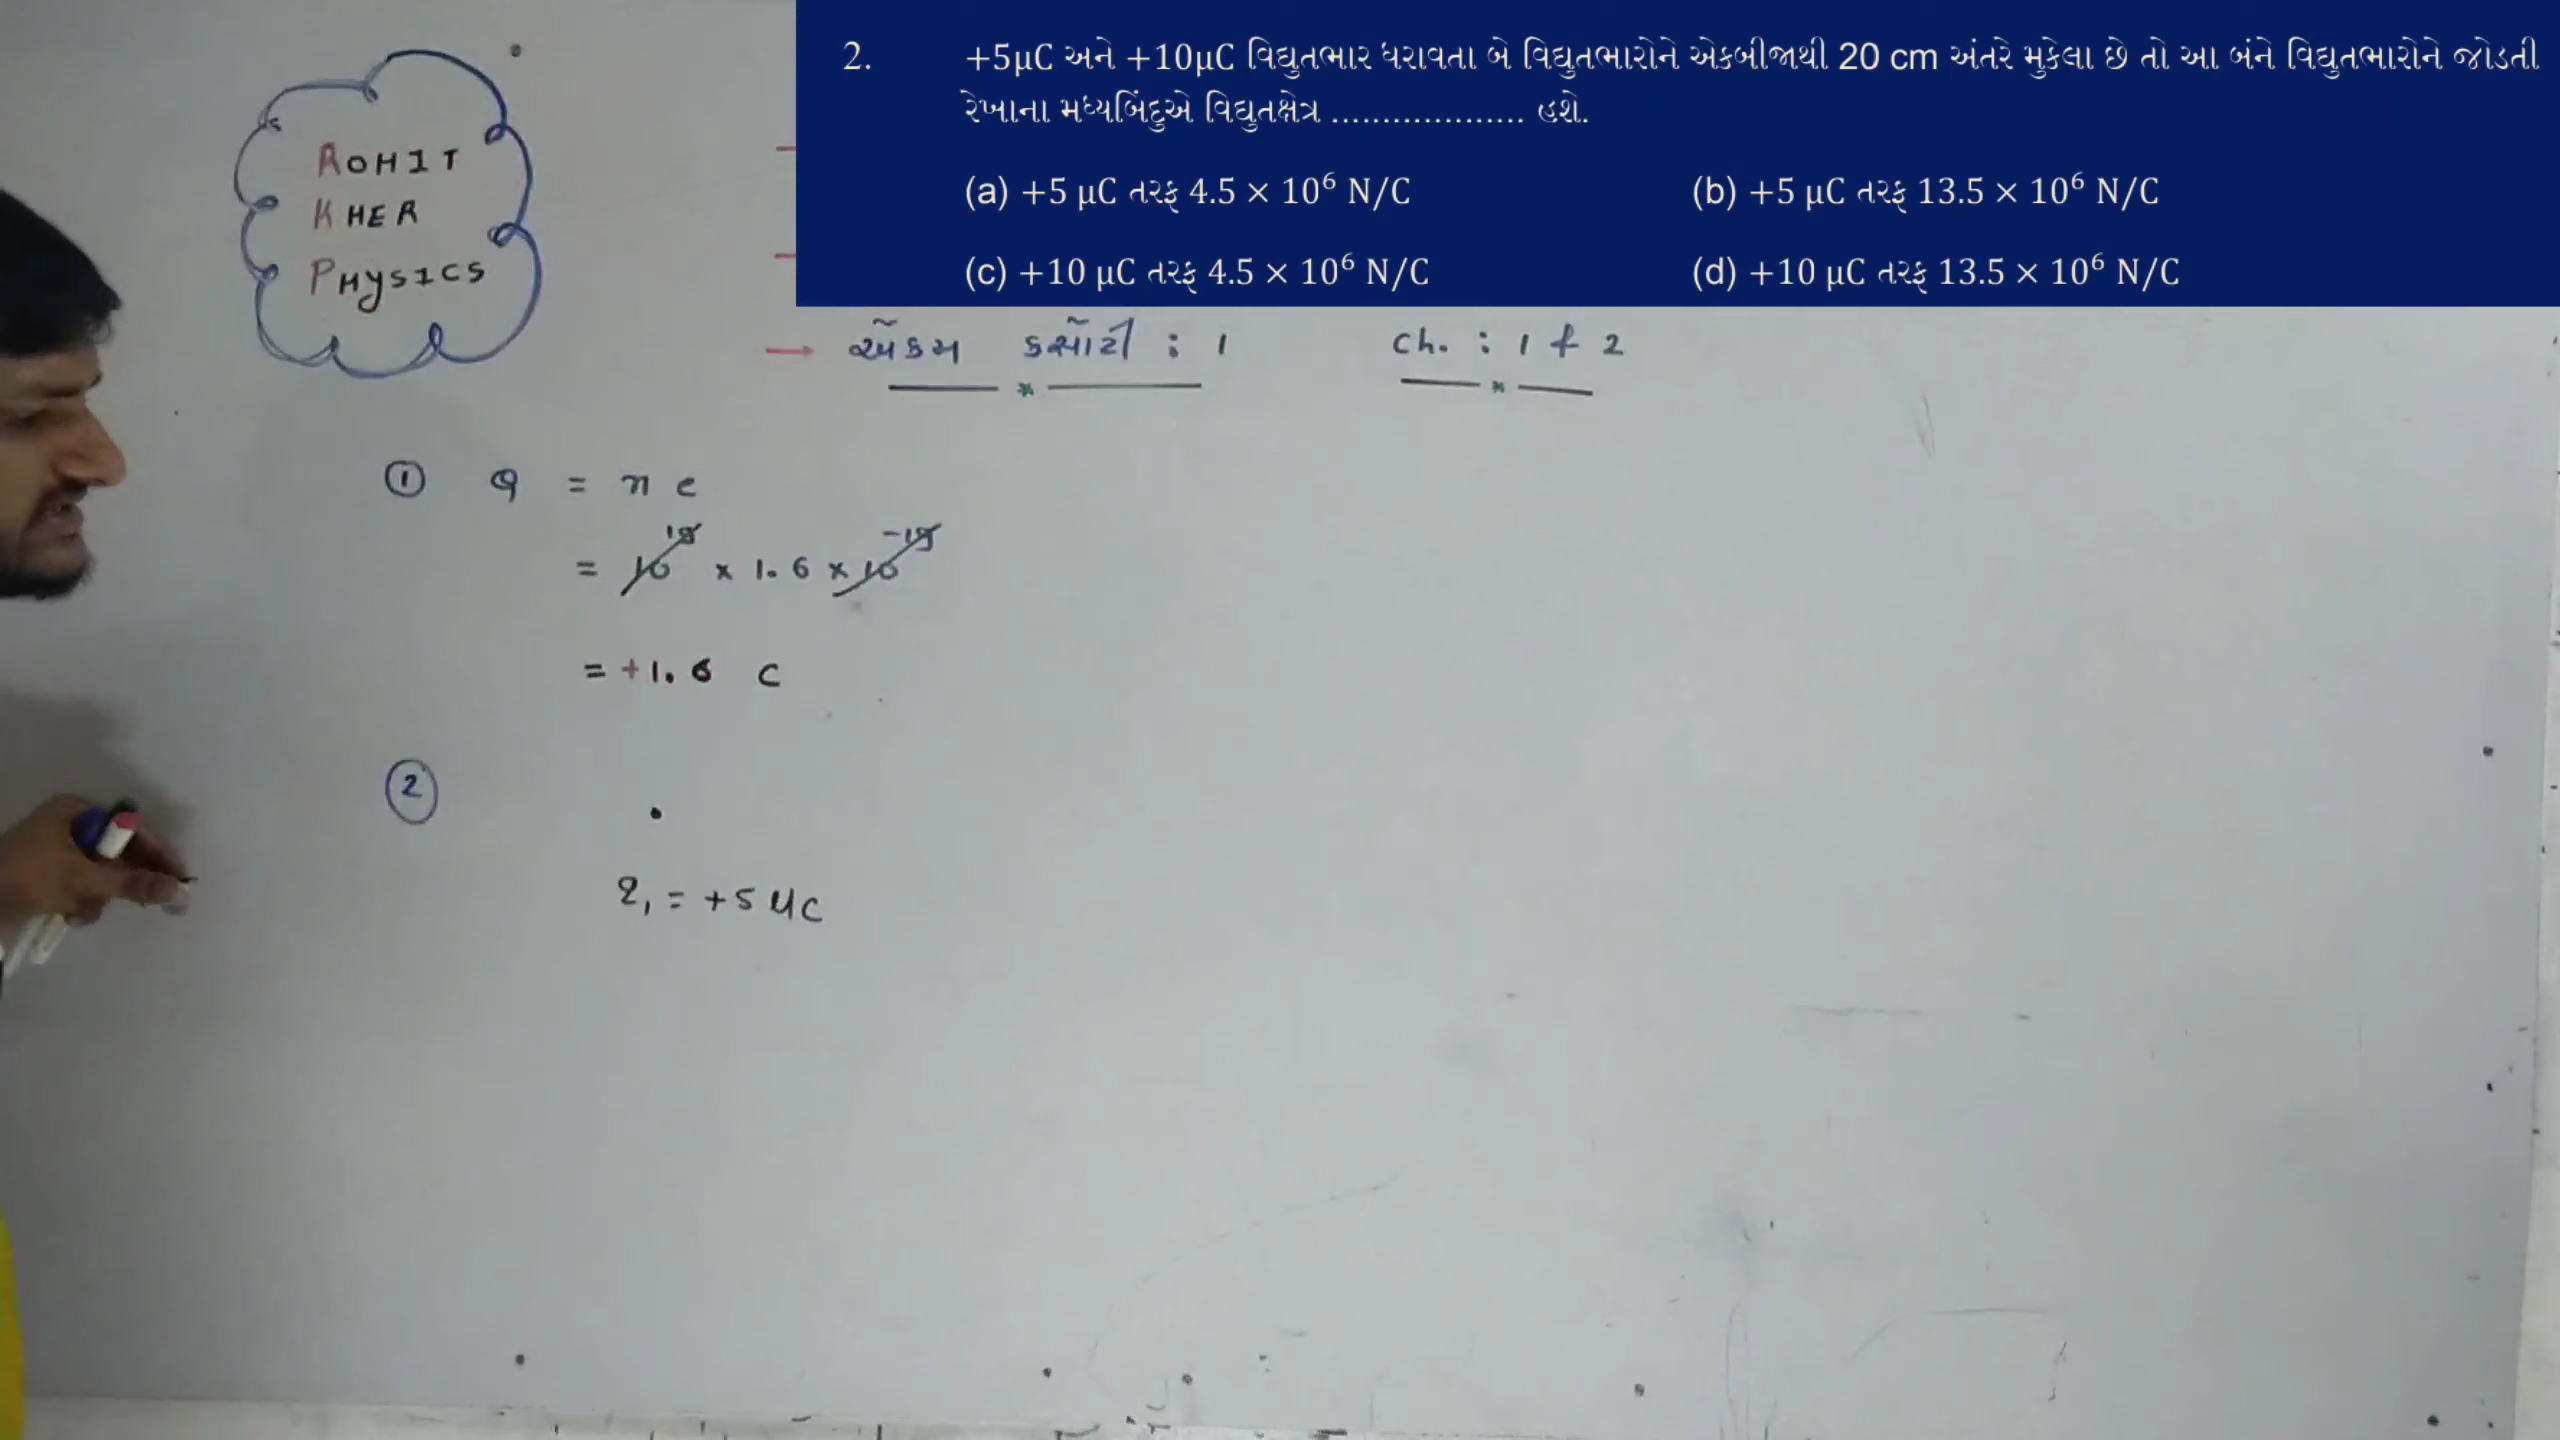 2. +5μC અને +10μC વિદ્યુતભાર ધરાવતા બે વિદ્યુતભારોને એકબીજાથી 20 cm અંતરે મુકેલા છે તો આ બંને વિદ્યુતભારોને જોડતી
રેખાના મધ્યબિંદુએ વિદ્યુતક્ષેત્ર ................... હશે.
(a) +5 μC તરફ 4.5 × 10⁶ N/C (b) +5 μC તરફ 13.5 × 10⁶ N/C
(c) +10 μC તરફ 4.5 × 10⁶ N/C (d) +10 μC તરફ 13.5 × 10⁶ N/C
ROHIT
KHER
PHYSICS
→ એકમ કસોટી : 1 Ch. : 1 & 2
① Q = n e
= 10¹⁹ × 1.6 × 10⁻¹⁹
= +1.6 C
②
q₁ = +5 μC